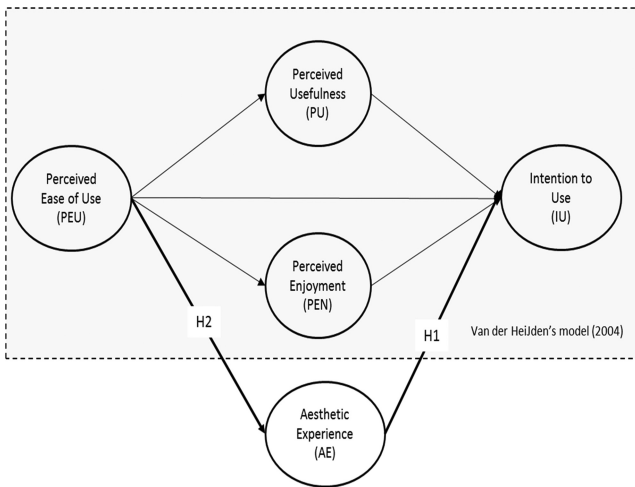 Perceived
Usefulness
(PU)
Perceived
Ease of Use
(PEU)
Intention to
Use
(IU)
Perceived
Enjoyment
(PEN)
H2
H1
Van der HeiJden's model (2004)
Aesthetic
Experience
(AE)